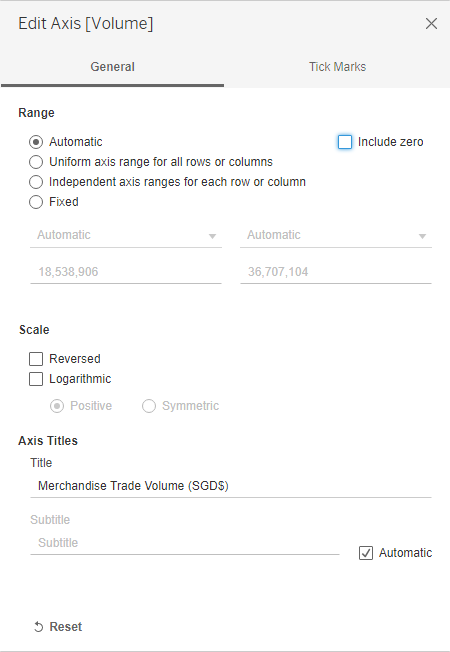 Edit Axis [Volume]
General Tick Marks
Range
Automatic Include zero
Uniform axis range for all rows or columns
Independent axis ranges for each row or column
Fixed
Automatic Automatic
18,538,906 36,707,104
Scale
Reversed
Logarithmic
Positive Symmetric
Axis Titles
Title
Merchandise Trade Volume (SGD$)
Subtitle
Subtitle
Automatic
Reset